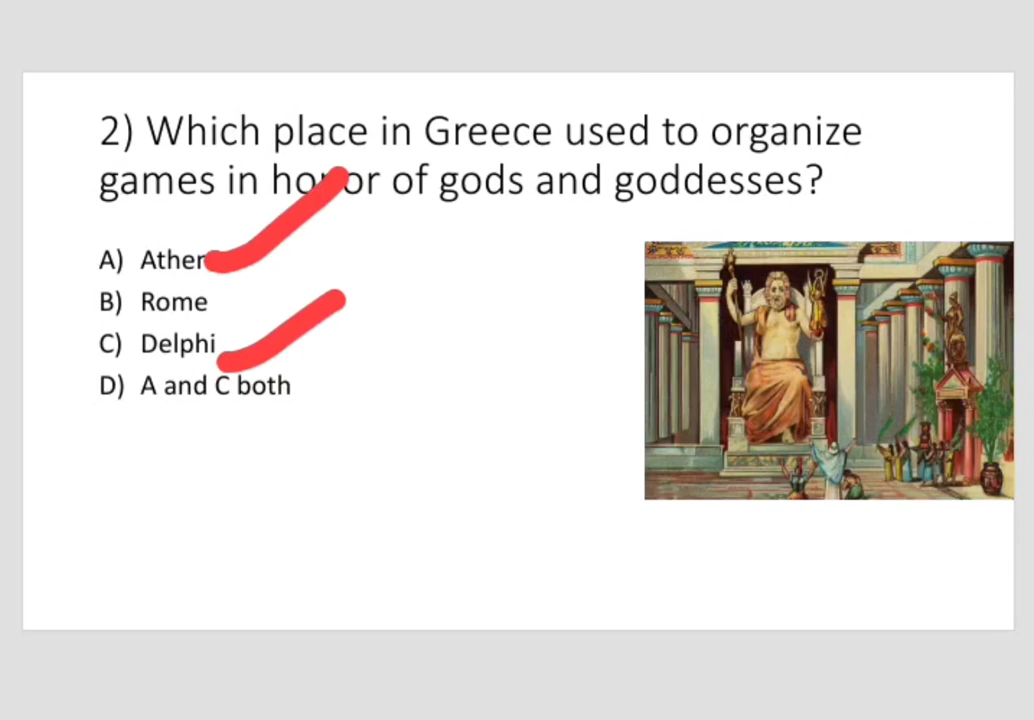 2) Which place in Greece used to organize
games in honor of gods and goddesses?
A) Athens
B) Rome
C) Delphi
D) A and C both